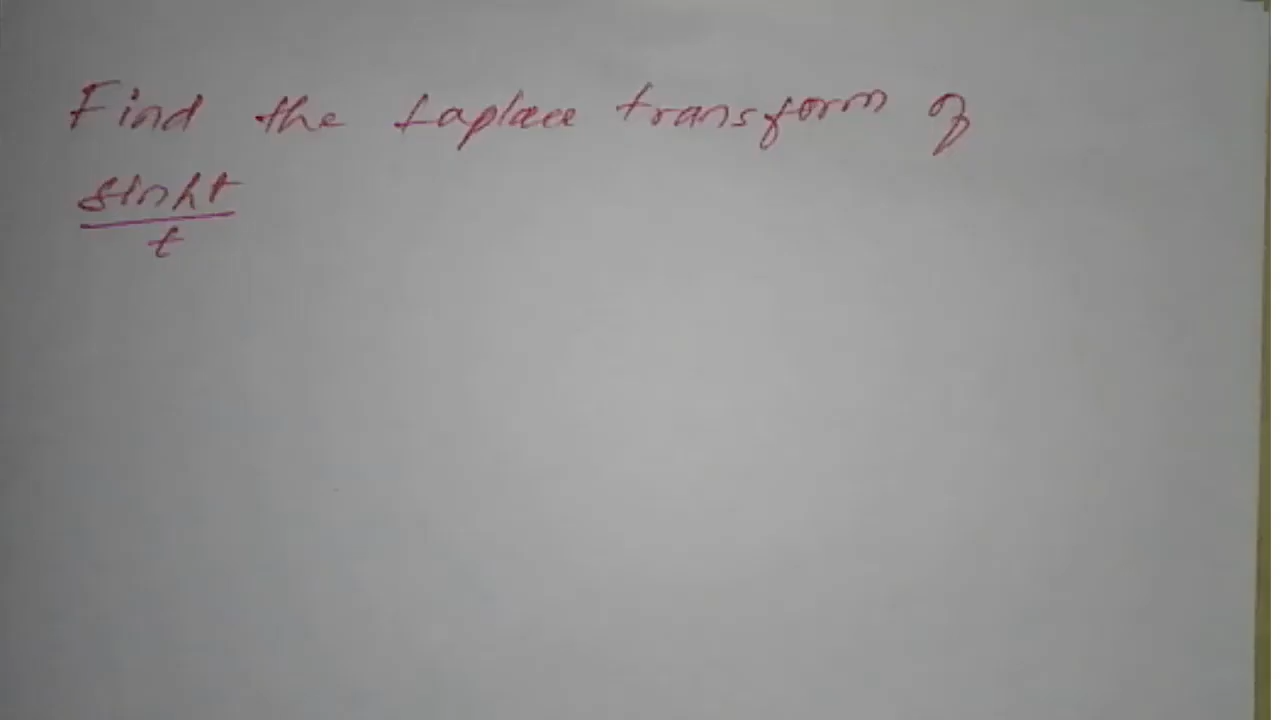 Find the Laplace transform of
sinht
t